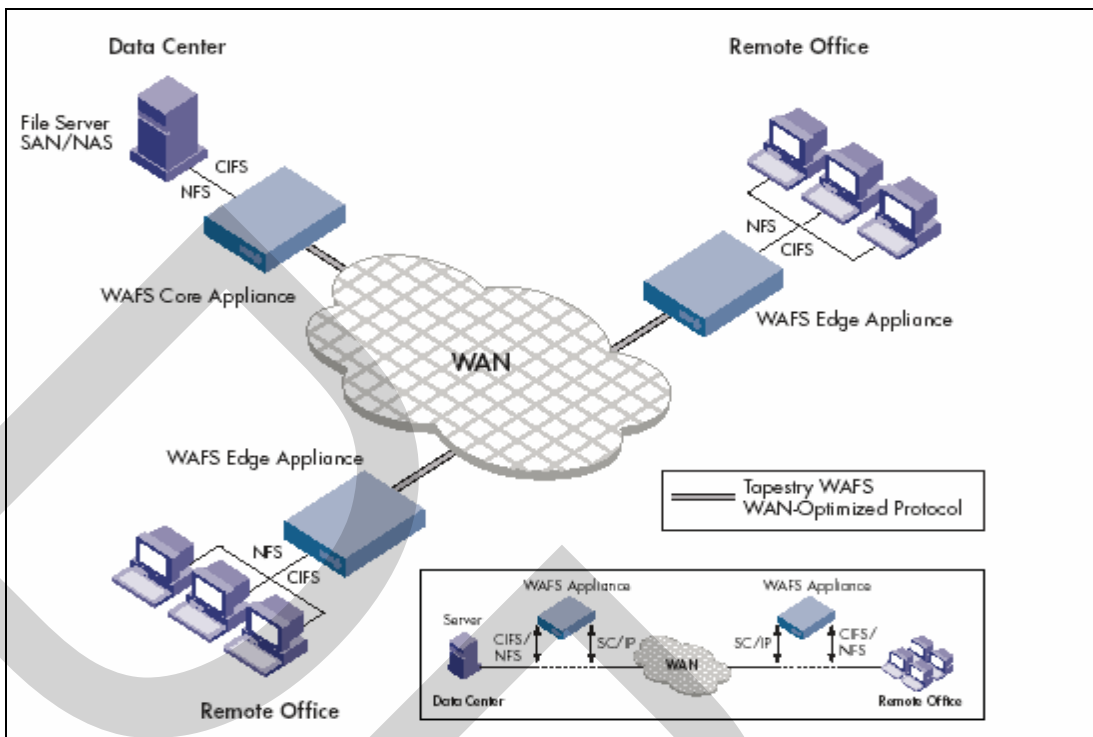 Data Center
Remote Office
File Server
SAN/NAS
CIFS
NFS
NFS
CIFS
WAFS Core Appliance
WAFS Edge Appliance
WAN
WAFS Edge Appliance
Tapestry WAFS
WAN-Optimized Protocol
NFS
CIFS
WAFS Appliance
WAFS Appliance
Server
CIFS/
NFS
SC/IP
WAN
SC/IP
CIFS/
NFS
Data Center
Remote Office
Remote Office